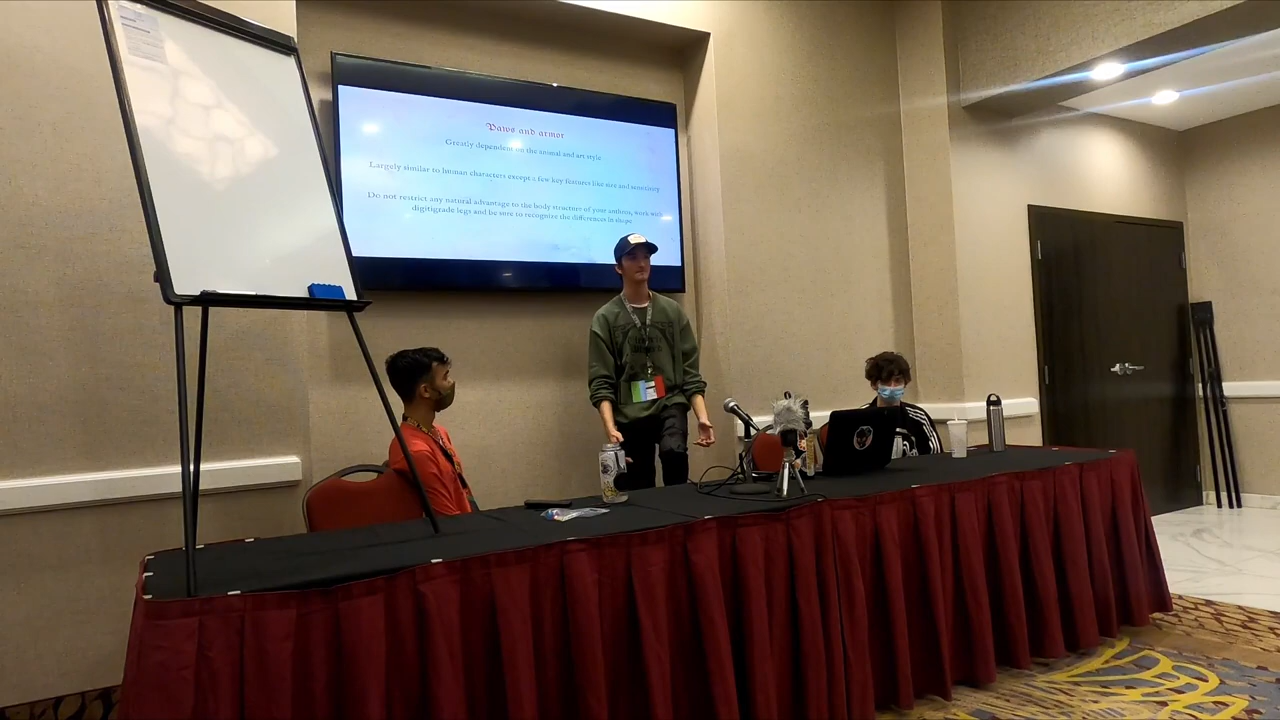 Paws and armor
Greatly dependent on the animal and art style
Largely similar to human characters except a few key features like size and sensitivity
Do not restrict any natural advantage to the body structure of your anthros, work with
digitigrade legs and be sure to recognize the differences in shape